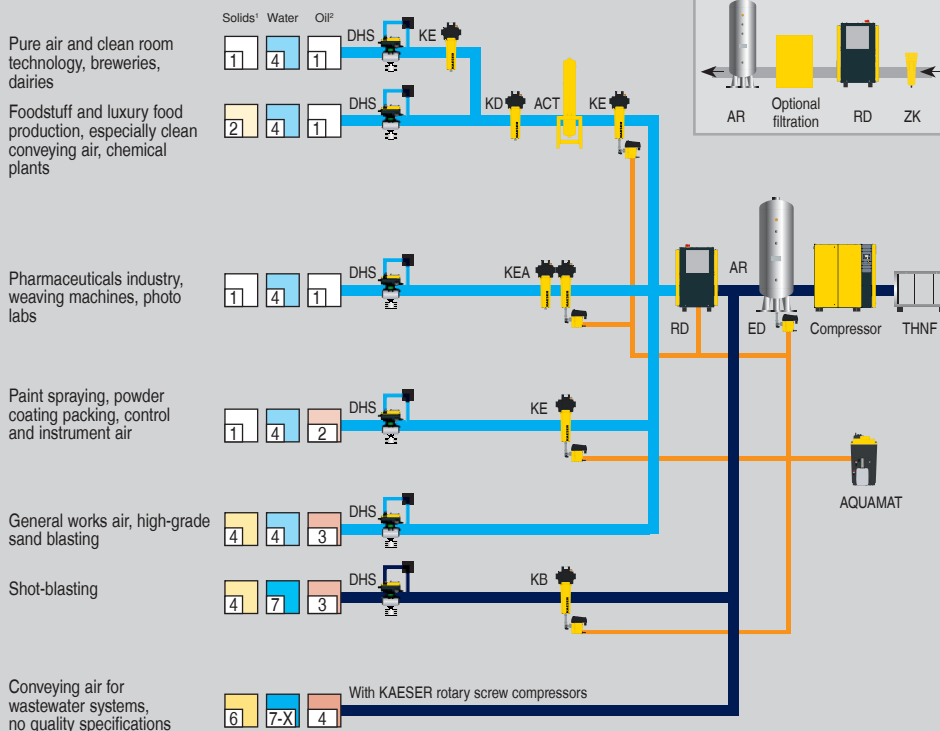 Solids¹ Water Oil²
Pure air and clean room
technology, breweries,
dairies
1 4 1
DHS KE
Foodstuff and luxury food
production, especially clean
conveying air, chemical
plants
2 4 1
DHS KD ACT KE
AR Optional
filtration RD ZK
Pharmaceuticals industry,
weaving machines, photo
labs
1 4 1
DHS KEA RD AR ED Compressor THNF
Paint spraying, powder
coating packing, control
and instrument air
1 4 2
DHS KE
AQUAMAT
General works air, high-grade
sand blasting
4 4 3
DHS
Shot-blasting
4 7 3
DHS KB
Conveying air for
wastewater systems,
no quality specifications
6 7-X 4
With KAESER rotary screw compressors